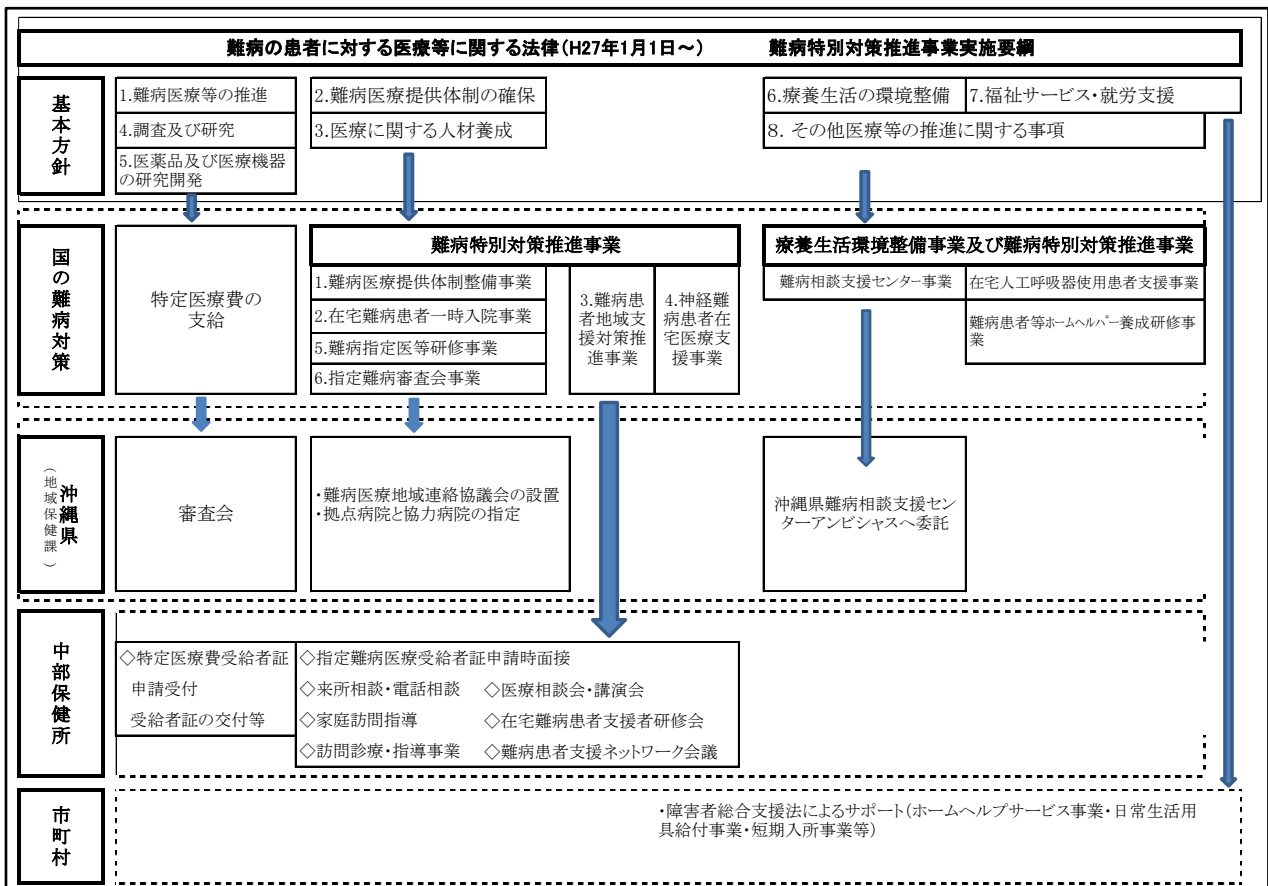 難病の患者に対する医療等に関する法律(H27年1月1日～)　難病特別対策推進事業実施要綱
基本方針
1.難病医療等の推進
4.調査及び研究
5.医薬品及び医療機器
の研究開発
2.難病医療提供体制の確保
3.医療に関する人材養成
6.療養生活の環境整備
7.福祉サービス・就労支援
8. その他医療等の推進に関する事項
国の難病対策
特定医療費の
支給
難病特別対策推進事業
1.難病医療提供体制整備事業
2.在宅難病患者一時入院事業
5.難病指定医等研修事業
6.指定難病審査会事業
3.難病患
者地域支
援対策推
進事業
4.神経難
病患者在
宅医療支
援事業
療養生活環境整備事業及び難病特別対策推進事業
難病相談支援センター事業
在宅人工呼吸器使用患者支援事業
難病患者等ホームヘルパー養成研修事
業
沖縄県
(地域保健課)
審査会
・難病医療地域連絡協議会の設置
・拠点病院と協力病院の指定
沖縄県難病相談支援セン
ターアンビシャスへ委託
中部保健所
◇特定医療費受給者証
申請受付
受給者証の交付等
◇指定難病医療受給者証申請時面接
◇来所相談・電話相談　◇医療相談会・講演会
◇家庭訪問指導　◇在宅難病患者支援者研修会
◇訪問診療・指導事業　◇難病患者支援ネットワーク会議
市町村
・障害者総合支援法によるサポート(ホームヘルプサービス事業・日常生活用
具給付事業・短期入所事業等)